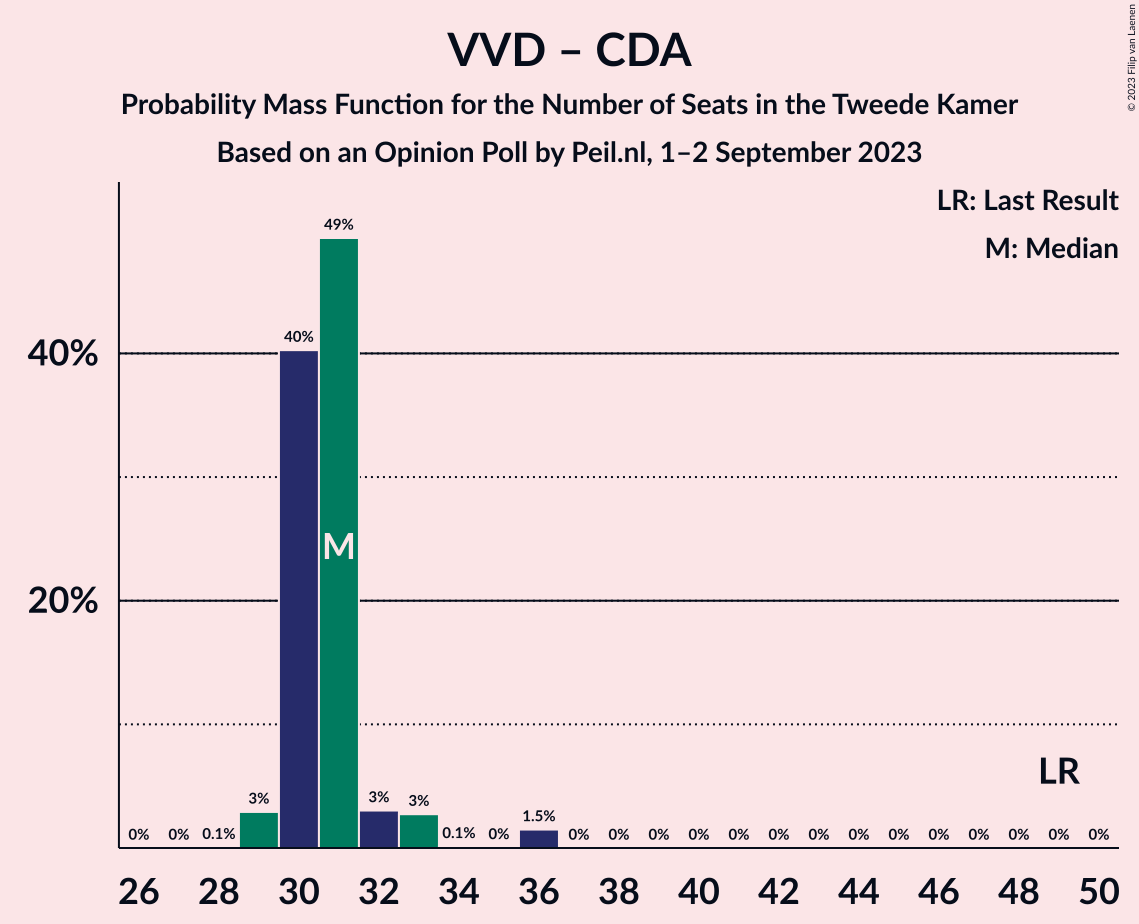 VVD – CDA
Probability Mass Function for the Number of Seats in the Tweede Kamer
Based on an Opinion Poll by Peil.nl, 1–2 September 2023
© 2023 Filip van Laenen
LR: Last Result
M: Median
40%
20%
0% 0% 0.1% 3% 40% 49% 3% 3% 0.1% 0% 1.5% 0% 0% 0% 0% 0% 0% 0% 0% 0% 0% 0% 0% 0% 0%
M
LR
26 28 30 32 34 36 38 40 42 44 46 48 50